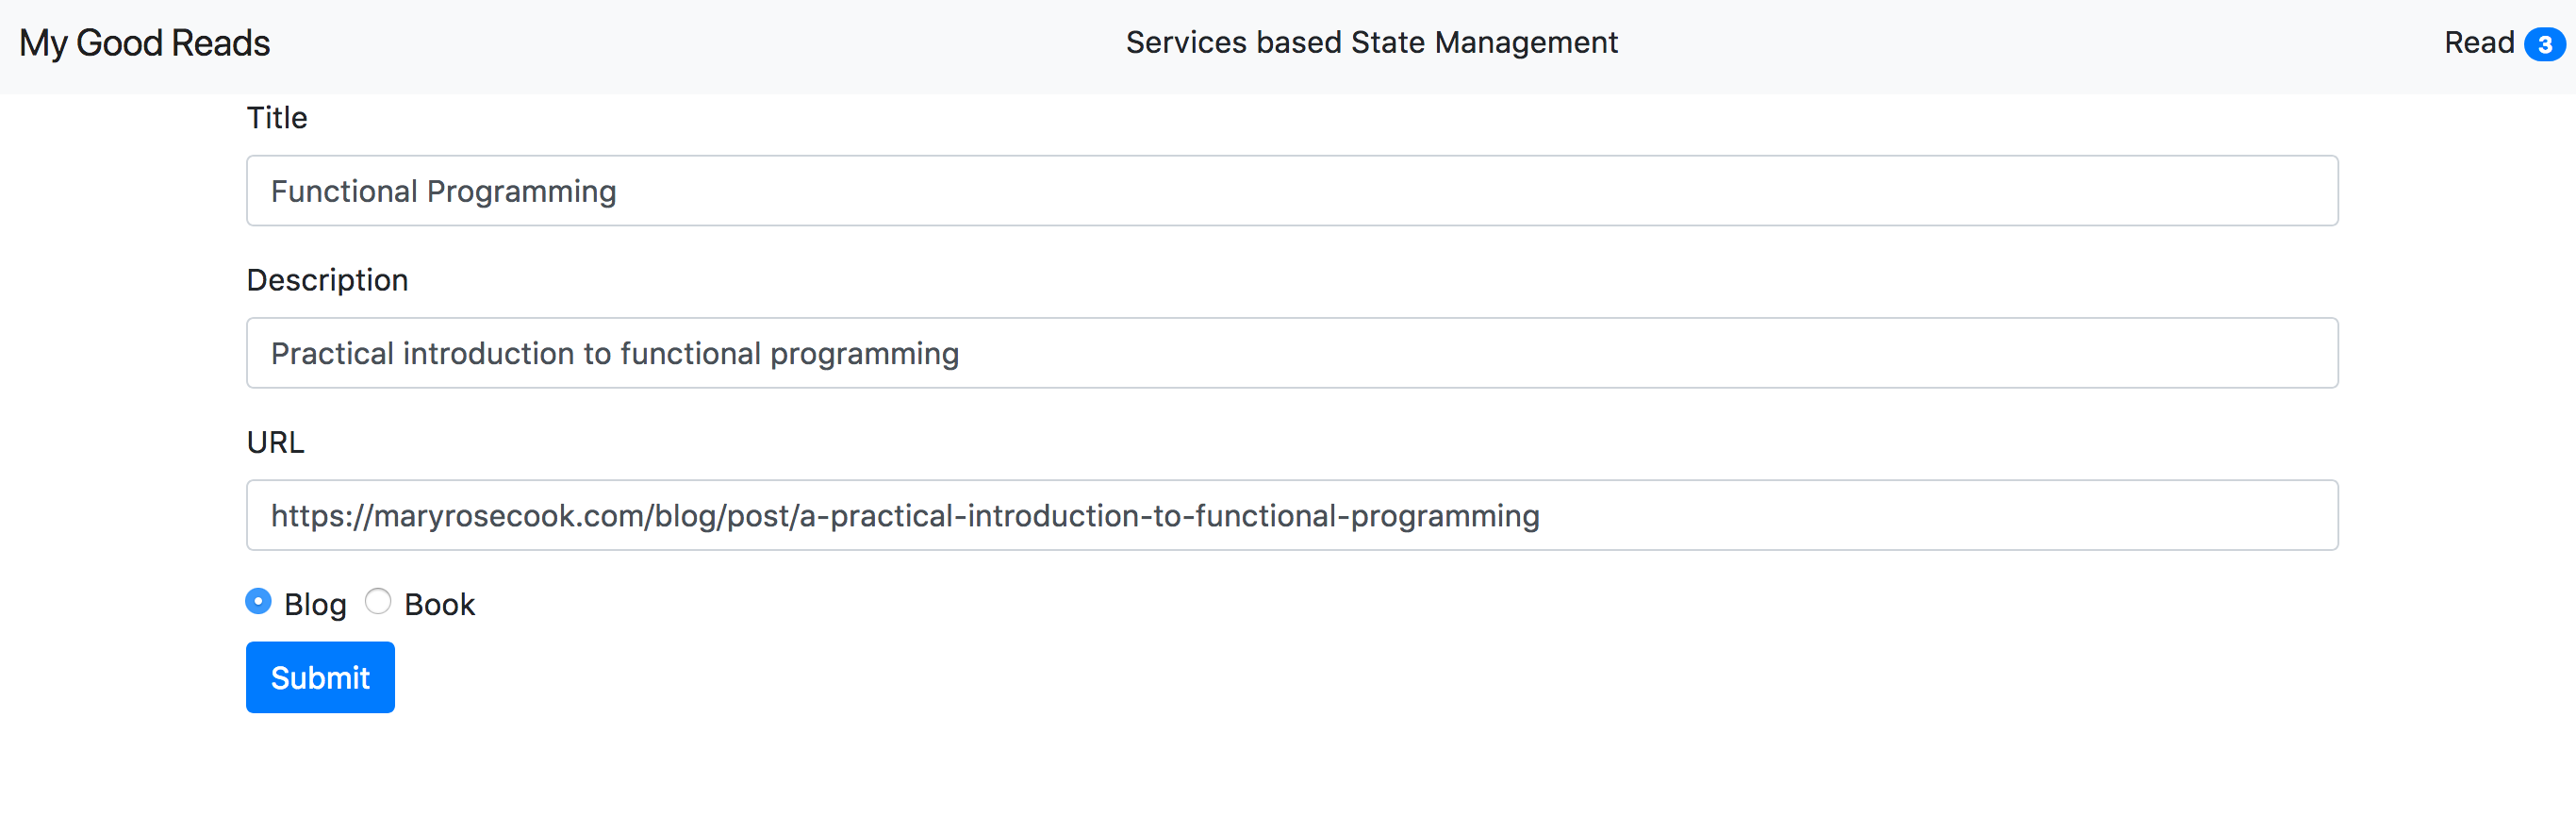 My Good Reads Services based State Management Read 3
Title
Functional Programming
Description
Practical introduction to functional programming
URL
https://maryrosecook.com/blog/post/a-practical-introduction-to-functional-programming
Blog Book
Submit